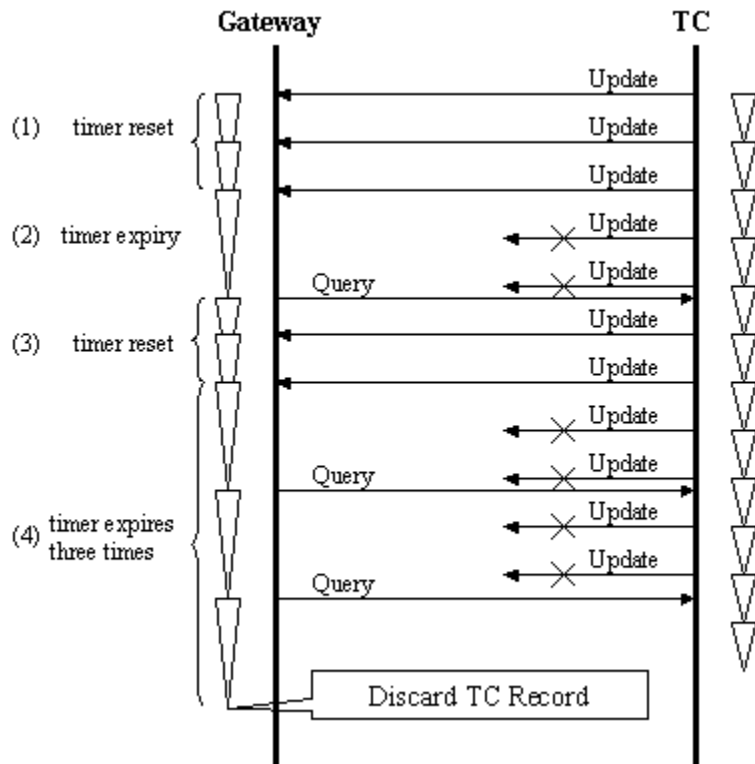 Gateway TC
Update
(1) timer reset
Update
Update
(2) timer expiry
Update
Update
Query
(3) timer reset
Update
Update
Update
Update
Query
(4) timer expires
three times
Update
Update
Query
Discard TC Record